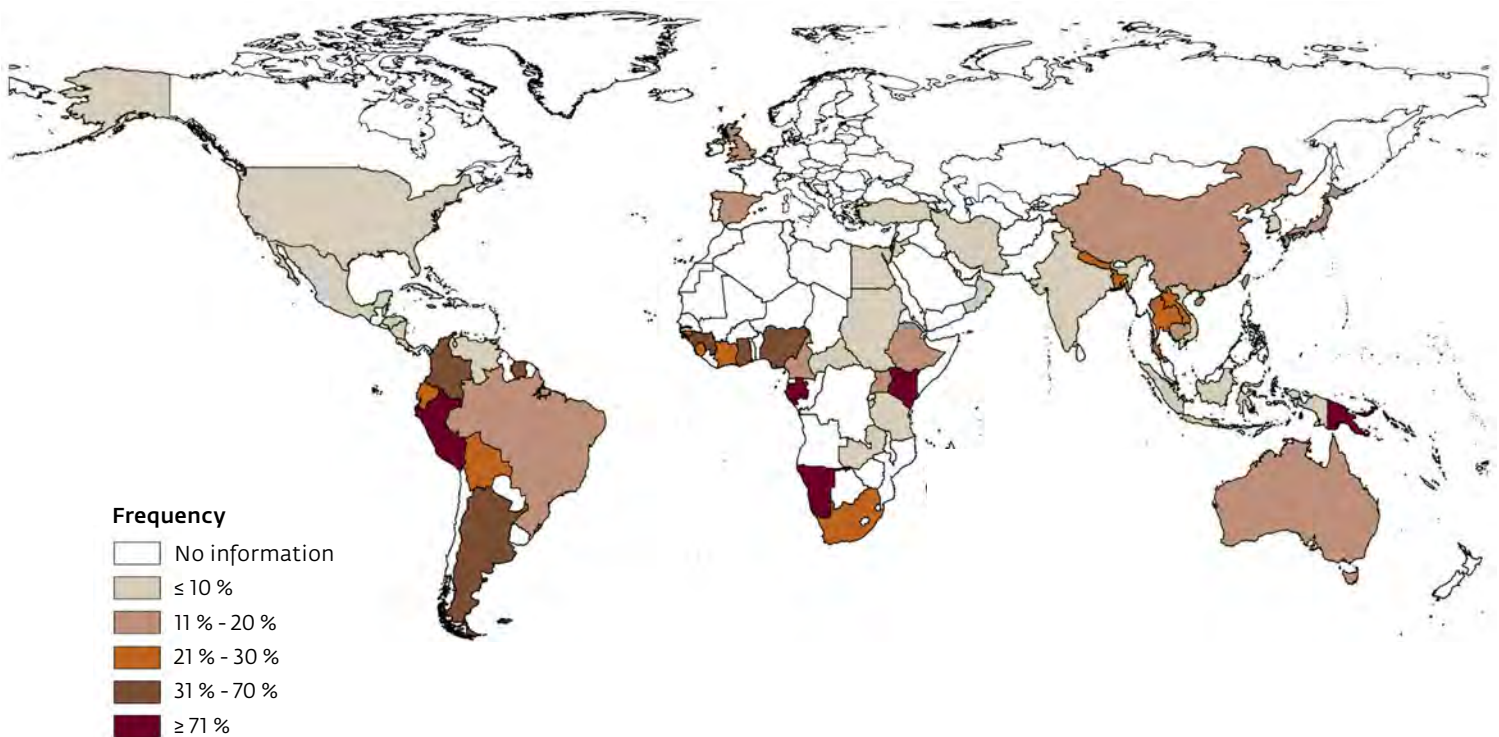 Frequency
No information
≤ 10 %
11 % - 20 %
21 % - 30 %
31 % - 70 %
≥ 71 %